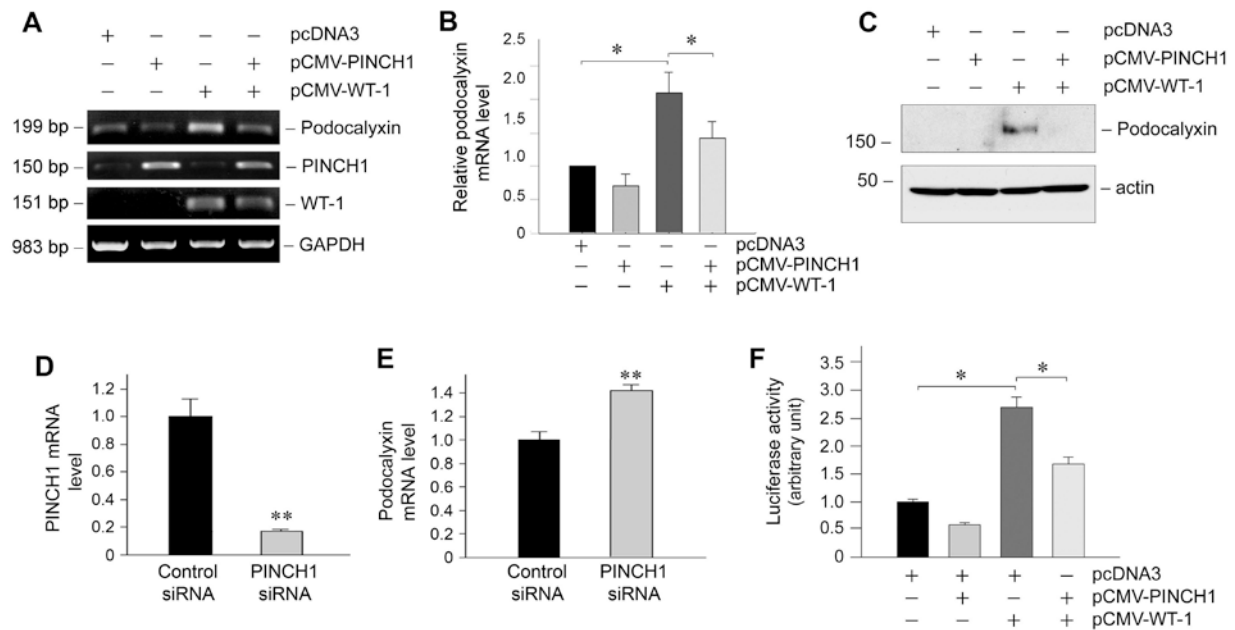 A
+ − − − pcDNA3
− + − + pCMV-PINCH1
− − + + pCMV-WT-1
199 bp – – Podocalyxin
150 bp – – PINCH1
151 bp – – WT-1
983 bp – – GAPDH
B
Relative podocalyxin
mRNA level
2.5
2.0
1.0
1.0
0.5
0
*
*
+ − − − pcDNA3
− + − + pCMV-PINCH1
− − + + pCMV-WT-1
C
+ − − − pcDNA3
− + − + pCMV-PINCH1
− − + + pCMV-WT-1
150 – – Podocalyxin
50 – – actin
D
PINCH1 mRNA
level
1.2
1.0
0.8
0.6
0.4
0.2
0
**
Control
siRNA
PINCH1
siRNA
E
Podocalyxin
mRNA level
1.4
1.2
1.0
0.8
0.6
0.4
0.2
0
**
Control
siRNA
PINCH1
siRNA
F
Luciferase activity
(arbitrary unit)
3.5
3.0
2.5
2.0
1.5
1.0
0.5
0
*
*
+ + + − pcDNA3
− + − + pCMV-PINCH1
− − + + pCMV-WT-1